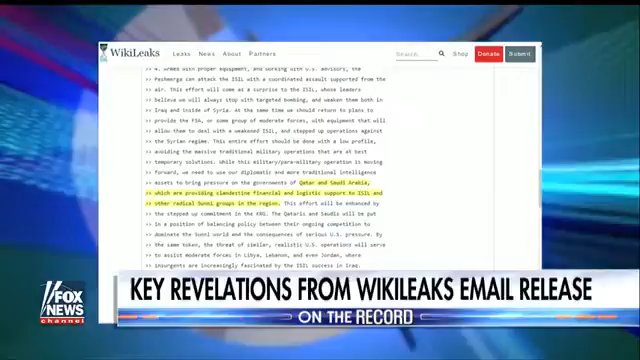 WikiLeaks
Leaks News About Partners
Search...
Shop
Donate
Submit
>> 4. Armed with proper equipment, and working with U.S. advisors, the
>> Peshmerga can attack the ISIL with a coordinated assault supported from the
>> air. This effort will come as a surprise to the ISIL, whose leaders
>> believe we will always stop with targeted bombing, and weaken them both in
>> Iraq and inside of Syria. At the same time we should return to plans to
>> provide the FSA, or some group of moderate forces, with equipment that will
>> allow them to deal with a weakened ISIL, and stepped up operations against
>> the Syrian regime. This entire effort should be done with a low profile,
>> avoiding the massive traditional military operations that are at best
>> temporary solutions. While this military/para-military operation is moving
>> forward, we need to use our diplomatic and more traditional intelligence
>> assets to bring pressure on the governments of Qatar and Saudi Arabia,
>> which are providing clandestine financial and logistic support to ISIL and
>> other radical Sunni groups in the region. This effort will be enhanced by
>> the stepped up commitment in the KRG. The Qataris and Saudis will be put
>> in a position of balancing policy between their ongoing competition to
>> dominate the Sunni world and the consequences of serious U.S. pressure. By
>> the same token, the threat of similar, realistic U.S. operations will serve
>> to assist moderate forces in Libya, Lebanon, and even Jordan, where
>> insurgents are increasingly fascinated by the ISIL success in Iraq.
KEY REVELATIONS FROM WIKILEAKS EMAIL RELEASE
FOX
NEWS
channel
ON THE RECORD